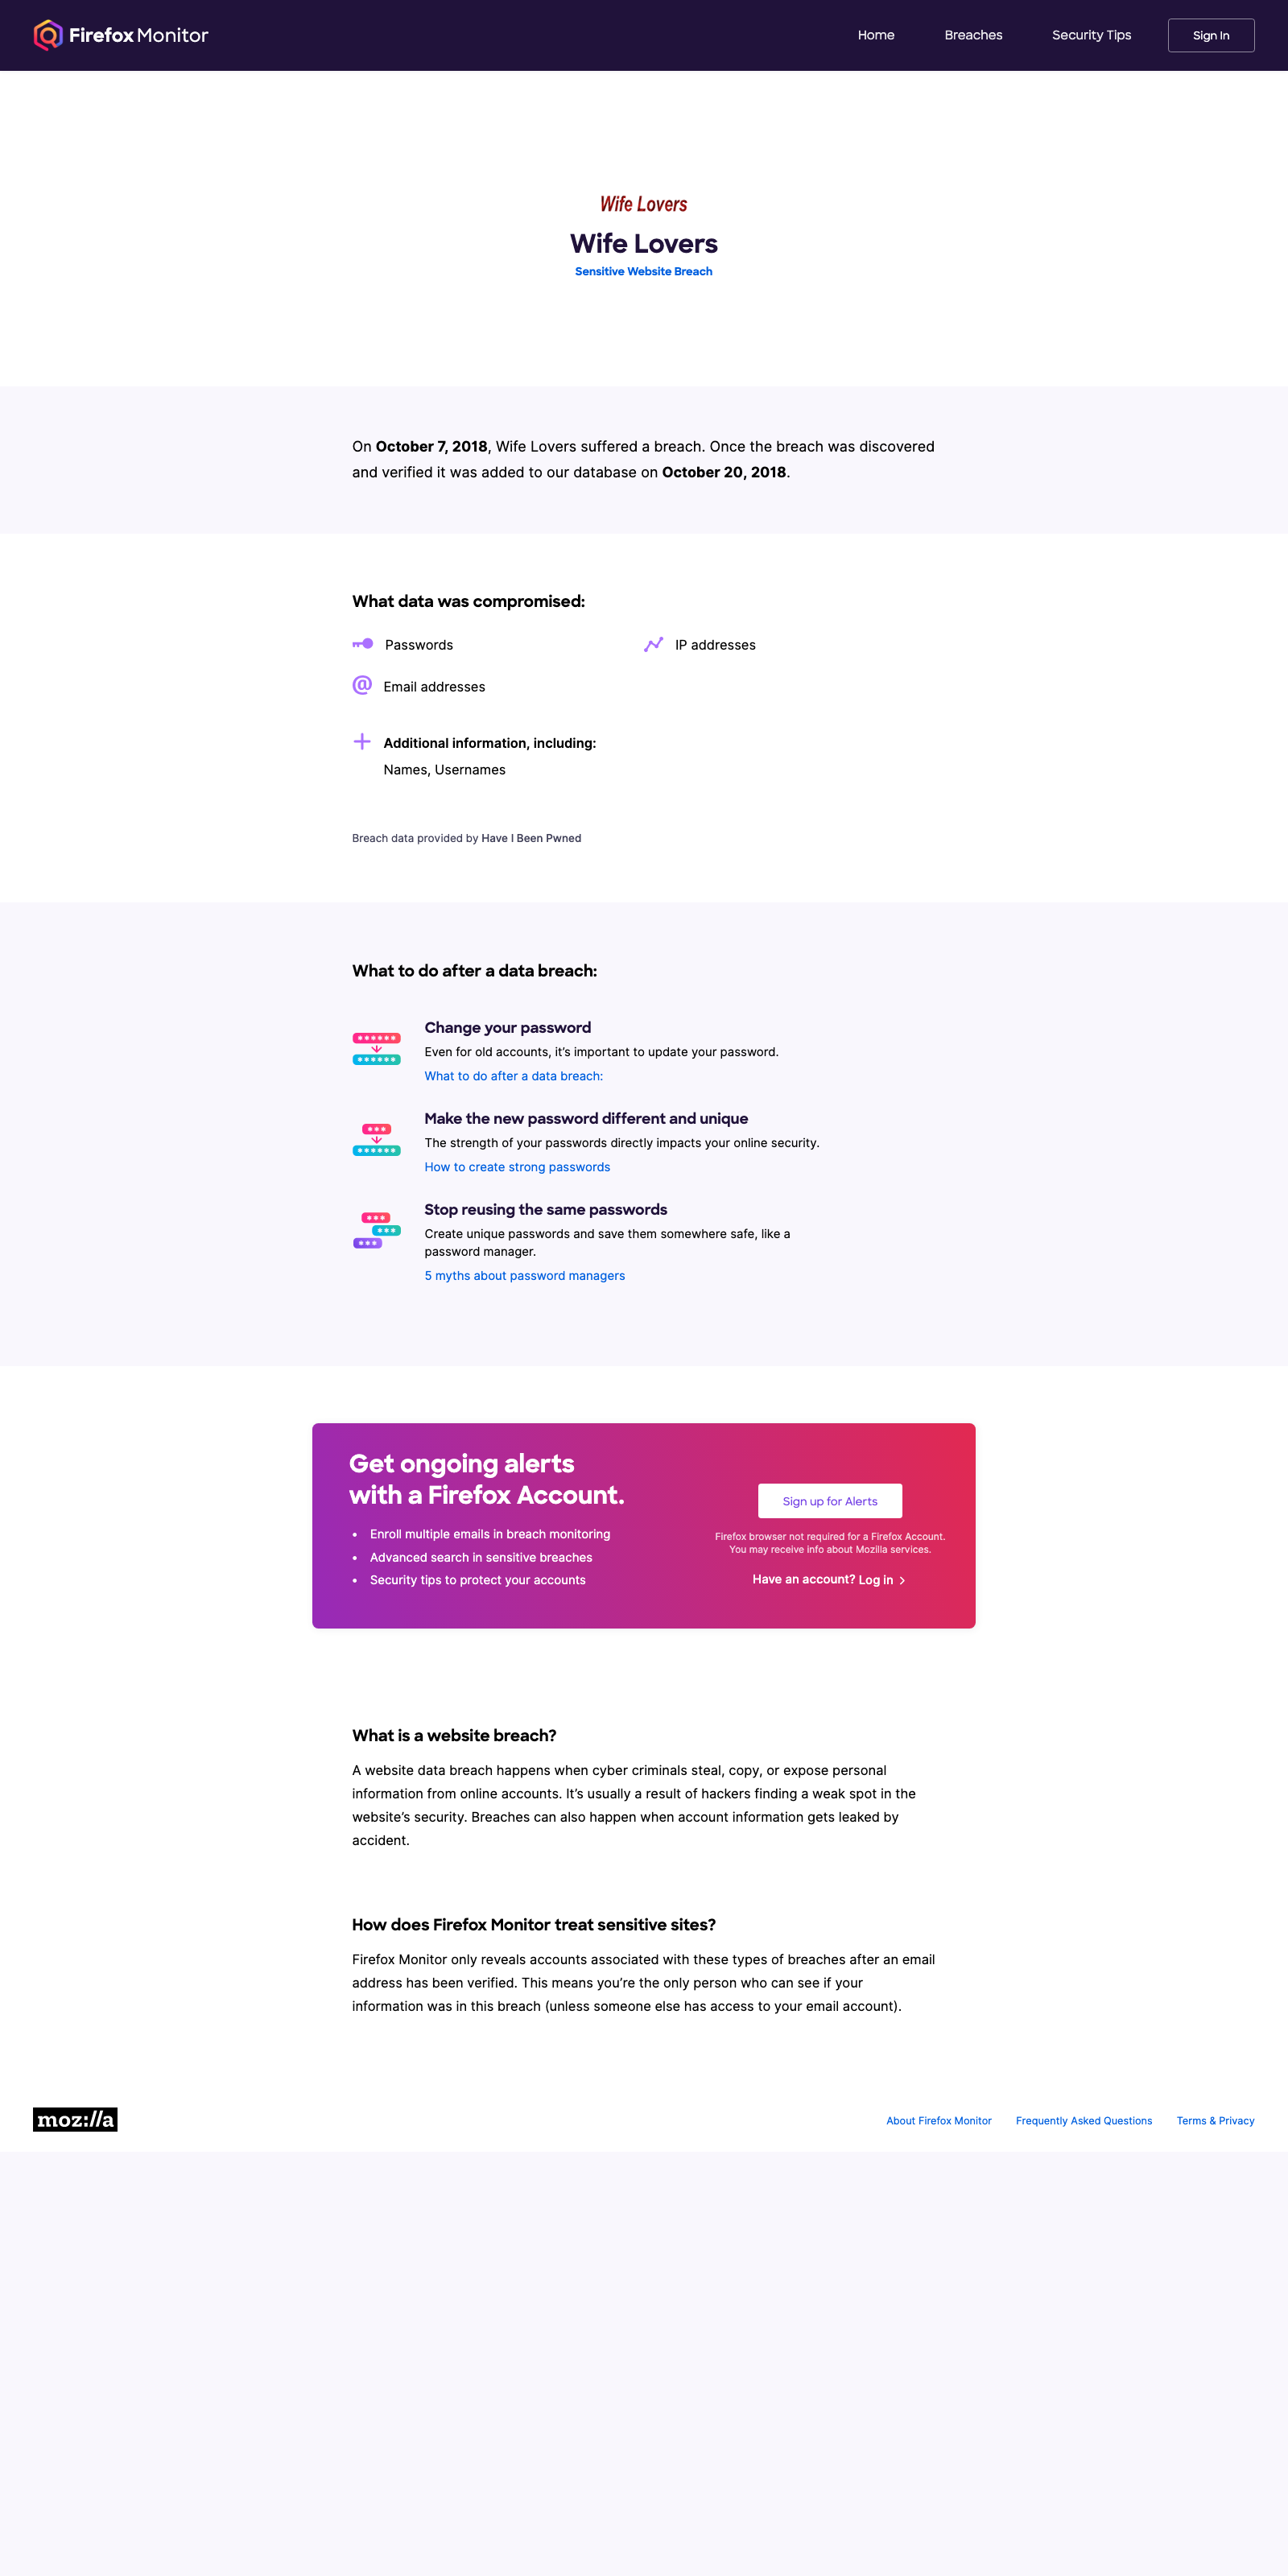 Firefox Monitor
Home Breaches Security Tips Sign In
Wife Lovers
Wife Lovers
Sensitive Website Breach
On October 7, 2018, Wife Lovers suffered a breach. Once the breach was discovered
and verified it was added to our database on October 20, 2018.
What data was compromised:
Passwords IP addresses
@ Email addresses
Additional information, including:
Names, Usernames
Breach data provided by Have I Been Pwned
What to do after a data breach:
Change your password
Even for old accounts, it’s important to update your password.
What to do after a data breach:
Make the new password different and unique
The strength of your passwords directly impacts your online security.
How to create strong passwords
Stop reusing the same passwords
Create unique passwords and save them somewhere safe, like a
password manager.
5 myths about password managers
Get ongoing alerts
with a Firefox Account.
• Enroll multiple emails in breach monitoring
• Advanced search in sensitive breaches
• Security tips to protect your accounts
Sign up for Alerts
Firefox browser not required for a Firefox Account.
You may receive info about Mozilla services.
Have an account? Log in
What is a website breach?
A website data breach happens when cyber criminals steal, copy, or expose personal
information from online accounts. It’s usually a result of hackers finding a weak spot in the
website’s security. Breaches can also happen when account information gets leaked by
accident.
How does Firefox Monitor treat sensitive sites?
Firefox Monitor only reveals accounts associated with these types of breaches after an email
address has been verified. This means you’re the only person who can see if your
information was in this breach (unless someone else has access to your email account).
moz://a
About Firefox Monitor Frequently Asked Questions Terms & Privacy